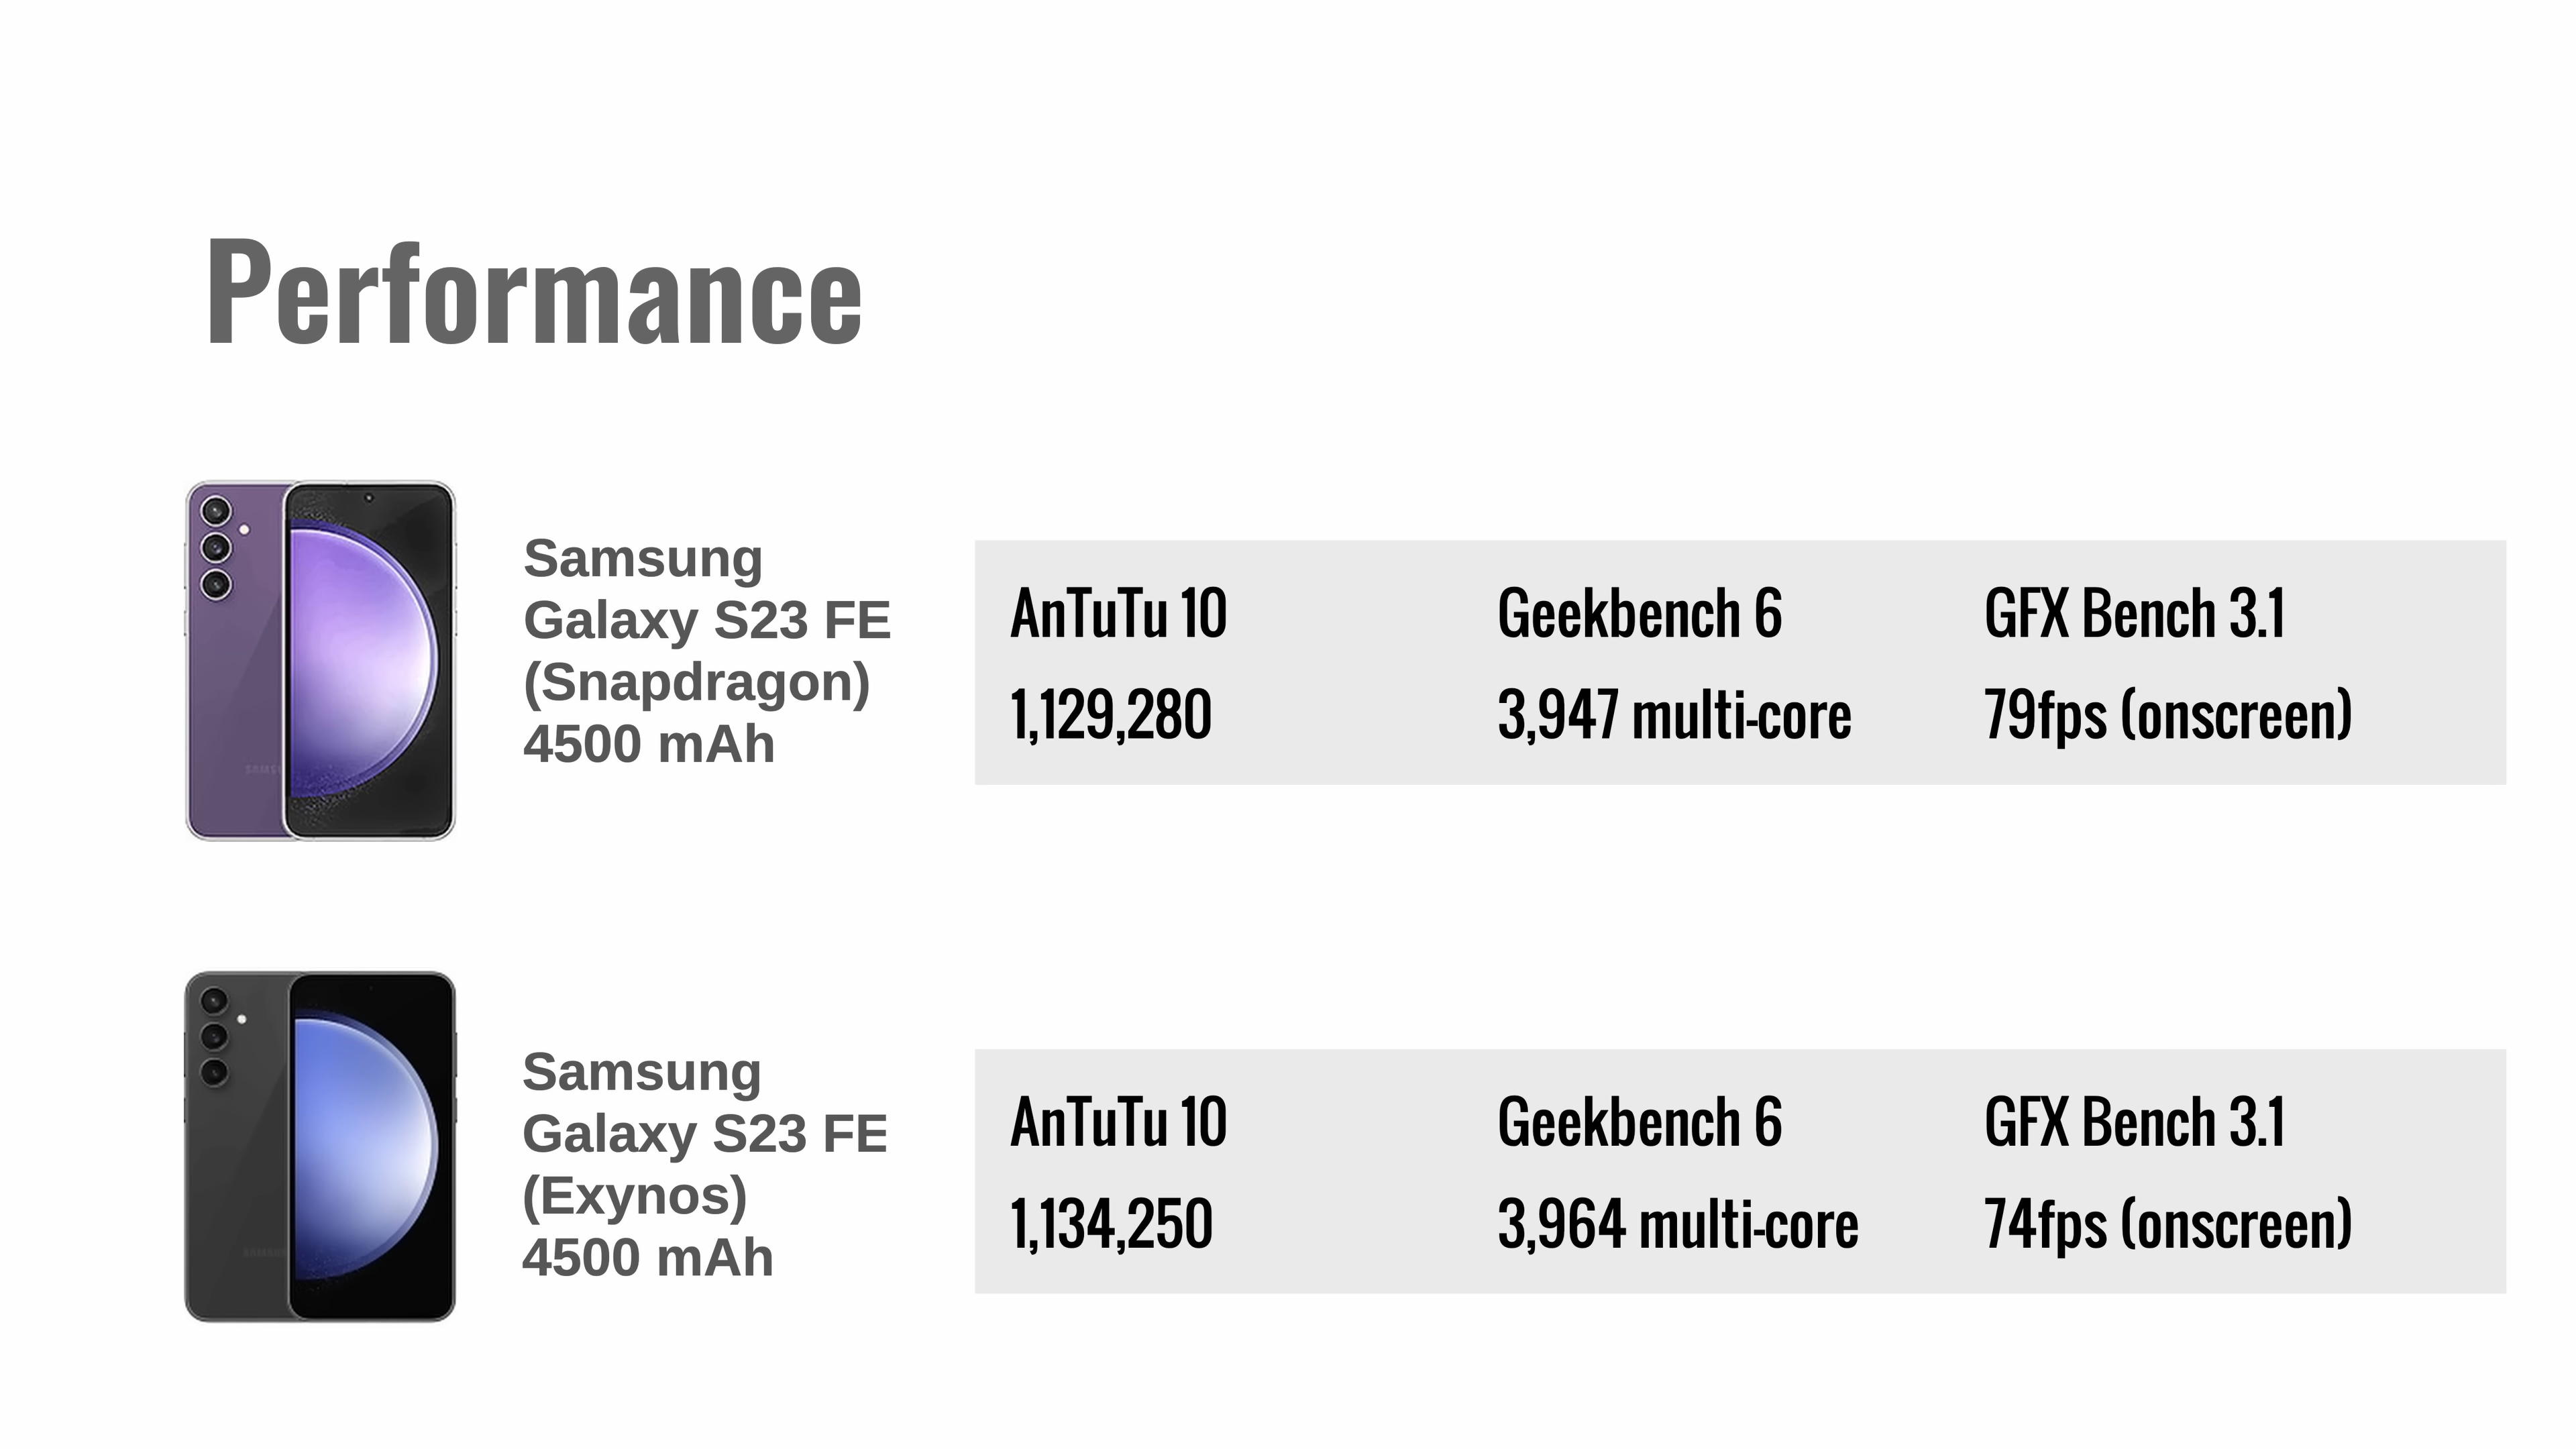 Performance
Samsung
Galaxy S23 FE
(Snapdragon)
4500 mAh
AnTuTu 10
1,129,280
Geekbench 6
3,947 multi-core
GFX Bench 3.1
79fps (onscreen)
Samsung
Galaxy S23 FE
(Exynos)
4500 mAh
AnTuTu 10
1,134,250
Geekbench 6
3,964 multi-core
GFX Bench 3.1
74fps (onscreen)